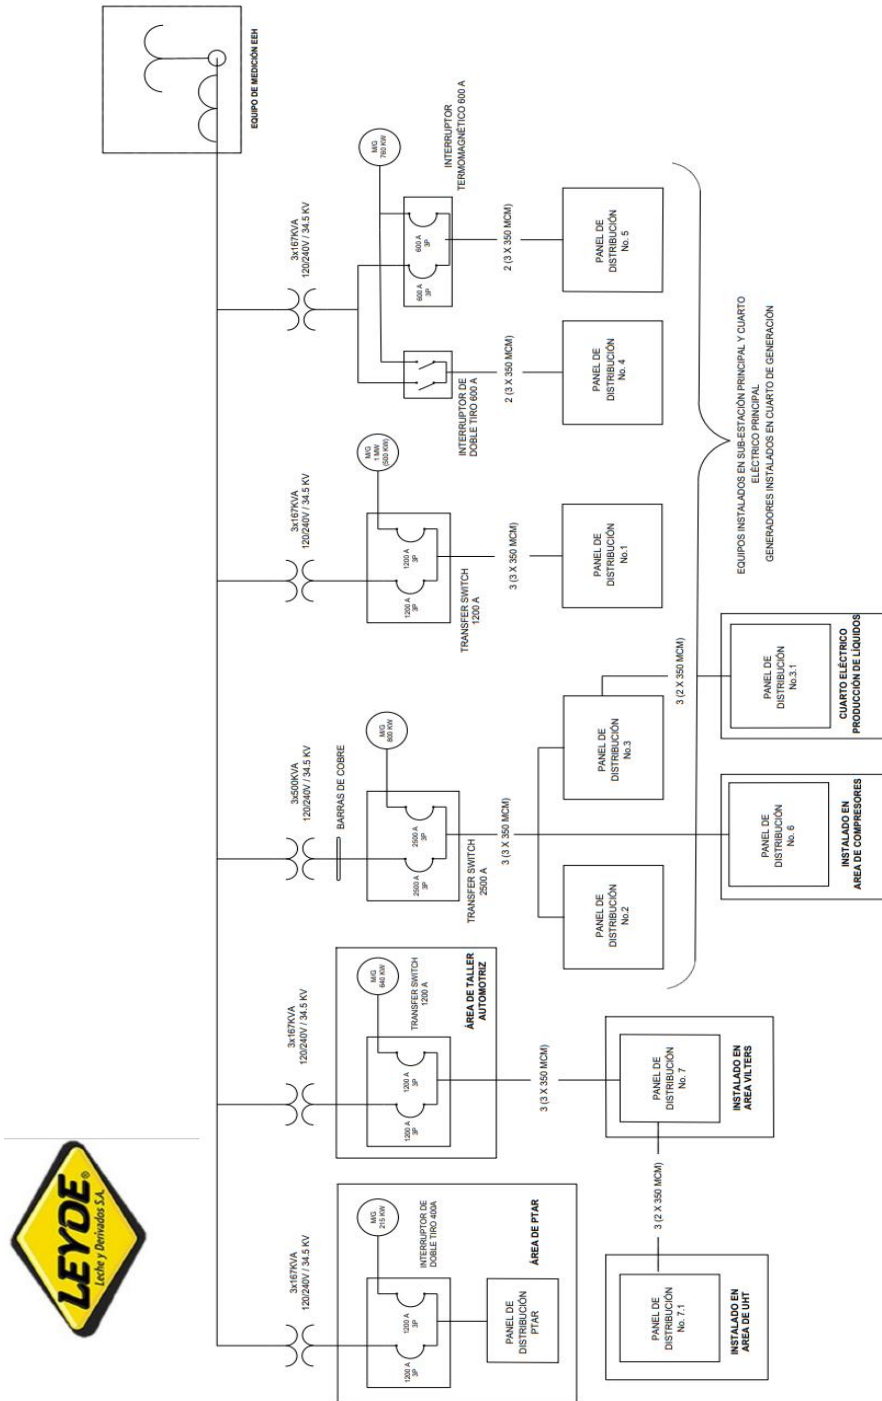 LEYDE®
Leche y Derivados S.A.
EQUIPO DE MEDICIÓN EEH
3x167KVA
120/240V / 34.5 KV
3x167KVA
120/240V / 34.5 KV
3x500KVA
120/240V / 34.5 KV
3x167KVA
120/240V / 34.5 KV
3x167KVA
120/240V / 34.5 KV
BARRAS DE COBRE
M/G
215 KW
INTERRUPTOR DE
DOBLE TIRO 400A
1200 A
3P
1200 A
3P
PANEL DE
DISTRIBUCIÓN
PTAR
ÁREA DE PTAR
M/G
640 KW
TRANSFER SWITCH
1200 A
1200 A
3P
1200 A
3P
ÁREA DE TALLER
AUTOMOTRIZ
3 (3 X 350 MCM)
PANEL DE
DISTRIBUCIÓN
No. 7
INSTALADO EN
AREA VILTERS
3 (2 X 350 MCM)
PANEL DE
DISTRIBUCIÓN
No. 7.1
INSTALADO EN
AREA DE UHT
M/G
800 KW
2500 A
3P
2500 A
3P
TRANSFER SWITCH
2500 A
3 (3 X 350 MCM)
PANEL DE
DISTRIBUCIÓN
No.2
PANEL DE
DISTRIBUCIÓN
No.3
PANEL DE
DISTRIBUCIÓN
No. 6
INSTALADO EN
AREA DE COMPRESORES
3 (2 X 350 MCM)
PANEL DE
DISTRIBUCIÓN
No.3.1
CUARTO ELÉCTRICO
PRODUCCIÓN DE LÍQUIDOS
M/G
1 MW
(500 KW)
1200 A
3P
1200 A
3P
TRANSFER SWITCH
1200 A
3 (3 X 350 MCM)
PANEL DE
DISTRIBUCIÓN
No.1
M/G
760 KW
INTERRUPTOR DE
DOBLE TIRO 600 A
2 (3 X 350 MCM)
PANEL DE
DISTRIBUCIÓN
No. 4
600 A
3P
600 A
3P
INTERRUPTOR
TERMOMAGNÉTICO 600 A
2 (3 X 350 MCM)
PANEL DE
DISTRIBUCIÓN
No. 5
EQUIPOS INSTALADOS EN SUB-ESTACIÓN PRINCIPAL Y CUARTO
ELÉCTRICO PRINCIPAL
GENERADORES INSTALADOS EN CUARTO DE GENERACIÓN